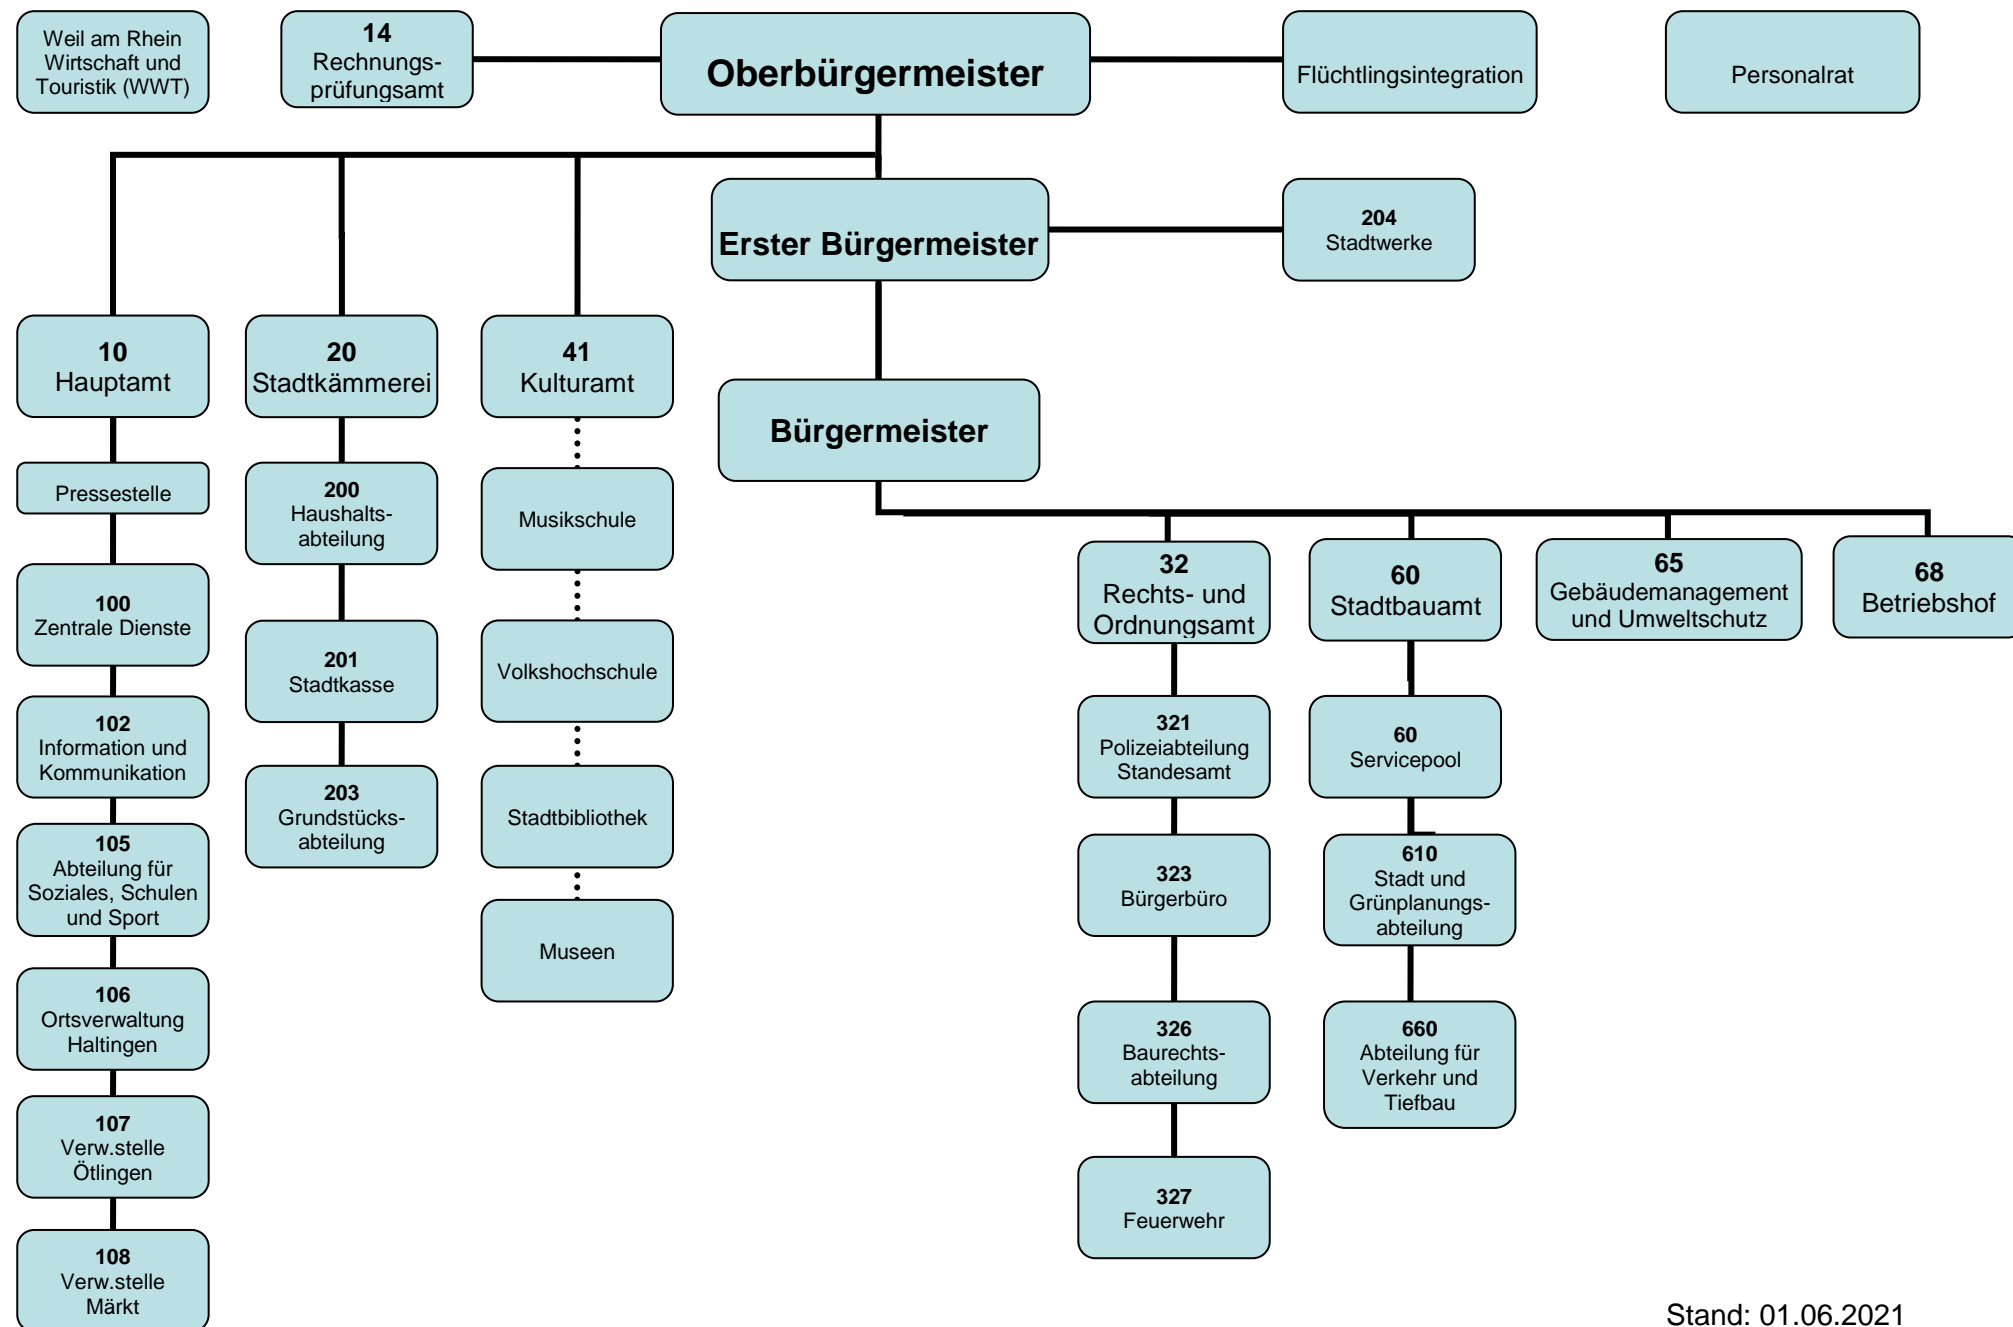 Weil am Rhein
Wirtschaft und
Touristik (WWT)
14
Rechnungs-
prüfungsamt
Oberbürgermeister
Flüchtlingsintegration
Personalrat
Erster Bürgermeister
204
Stadtwerke
10
Hauptamt
20
Stadtkämmerei
41
Kulturamt
Bürgermeister
Pressestelle
100
Zentrale Dienste
102
Information und
Kommunikation
105
Abteilung für
Soziales, Schulen
und Sport
106
Ortsverwaltung
Haltingen
107
Verw.stelle
Ötlingen
108
Verw.stelle
Märkt
200
Haushalts-
abteilung
201
Stadtkasse
203
Grundstücks-
abteilung
Musikschule
Volkshochschule
Stadtbibliothek
Museen
32
Rechts- und
Ordnungsamt
321
Polizeiabteilung
Standesamt
323
Bürgerbüro
326
Baurechts-
abteilung
327
Feuerwehr
60
Stadtbauamt
60
Servicepool
610
Stadt und
Grünplanungs-
abteilung
660
Abteilung für
Verkehr und
Tiefbau
65
Gebäudemanagement
und Umweltschutz
68
Betriebshof
Stand: 01.06.2021